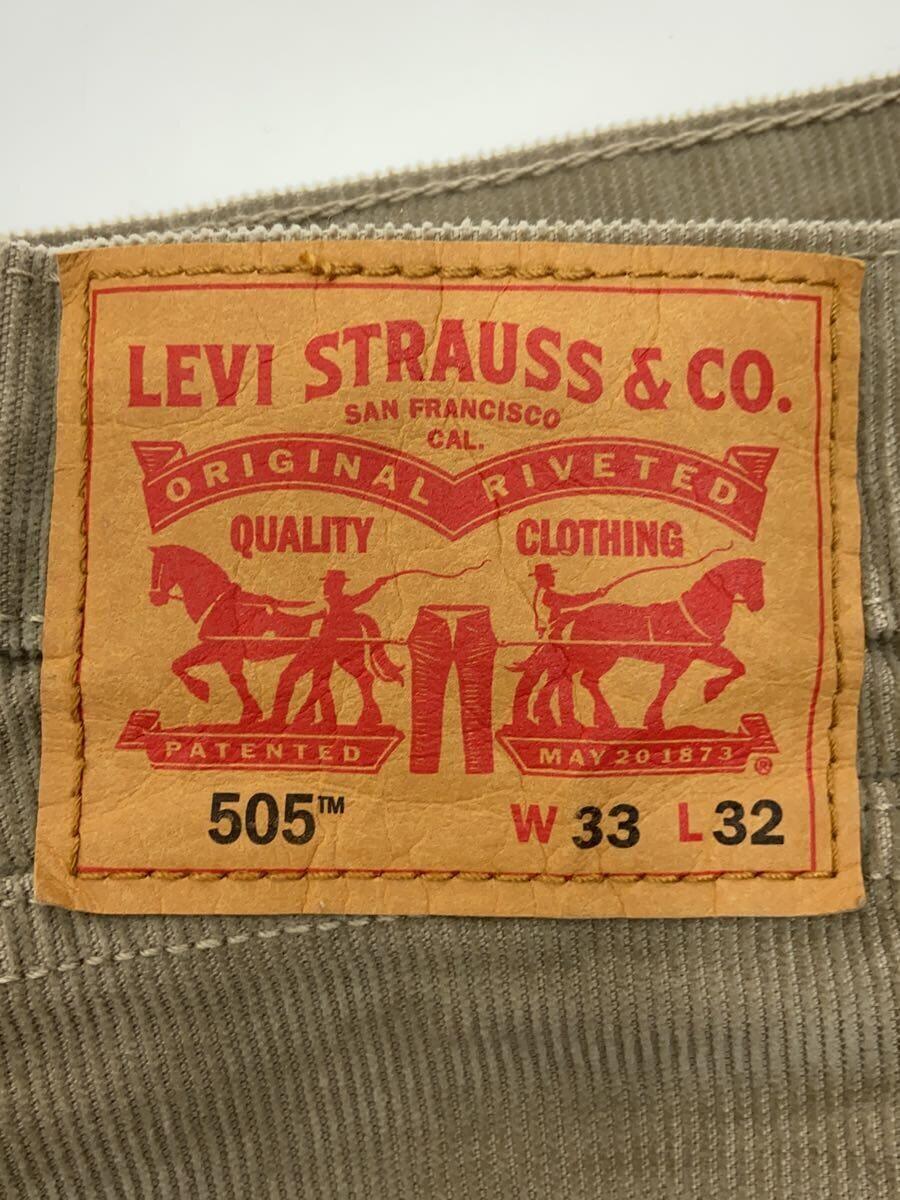 LEVI STRAUSS & CO.
SAN FRANCISCO
CAL.
ORIGINAL RIVETED
QUALITY CLOTHING
PATENTED MAY 20 1873 ®
505™ W 33 L 32